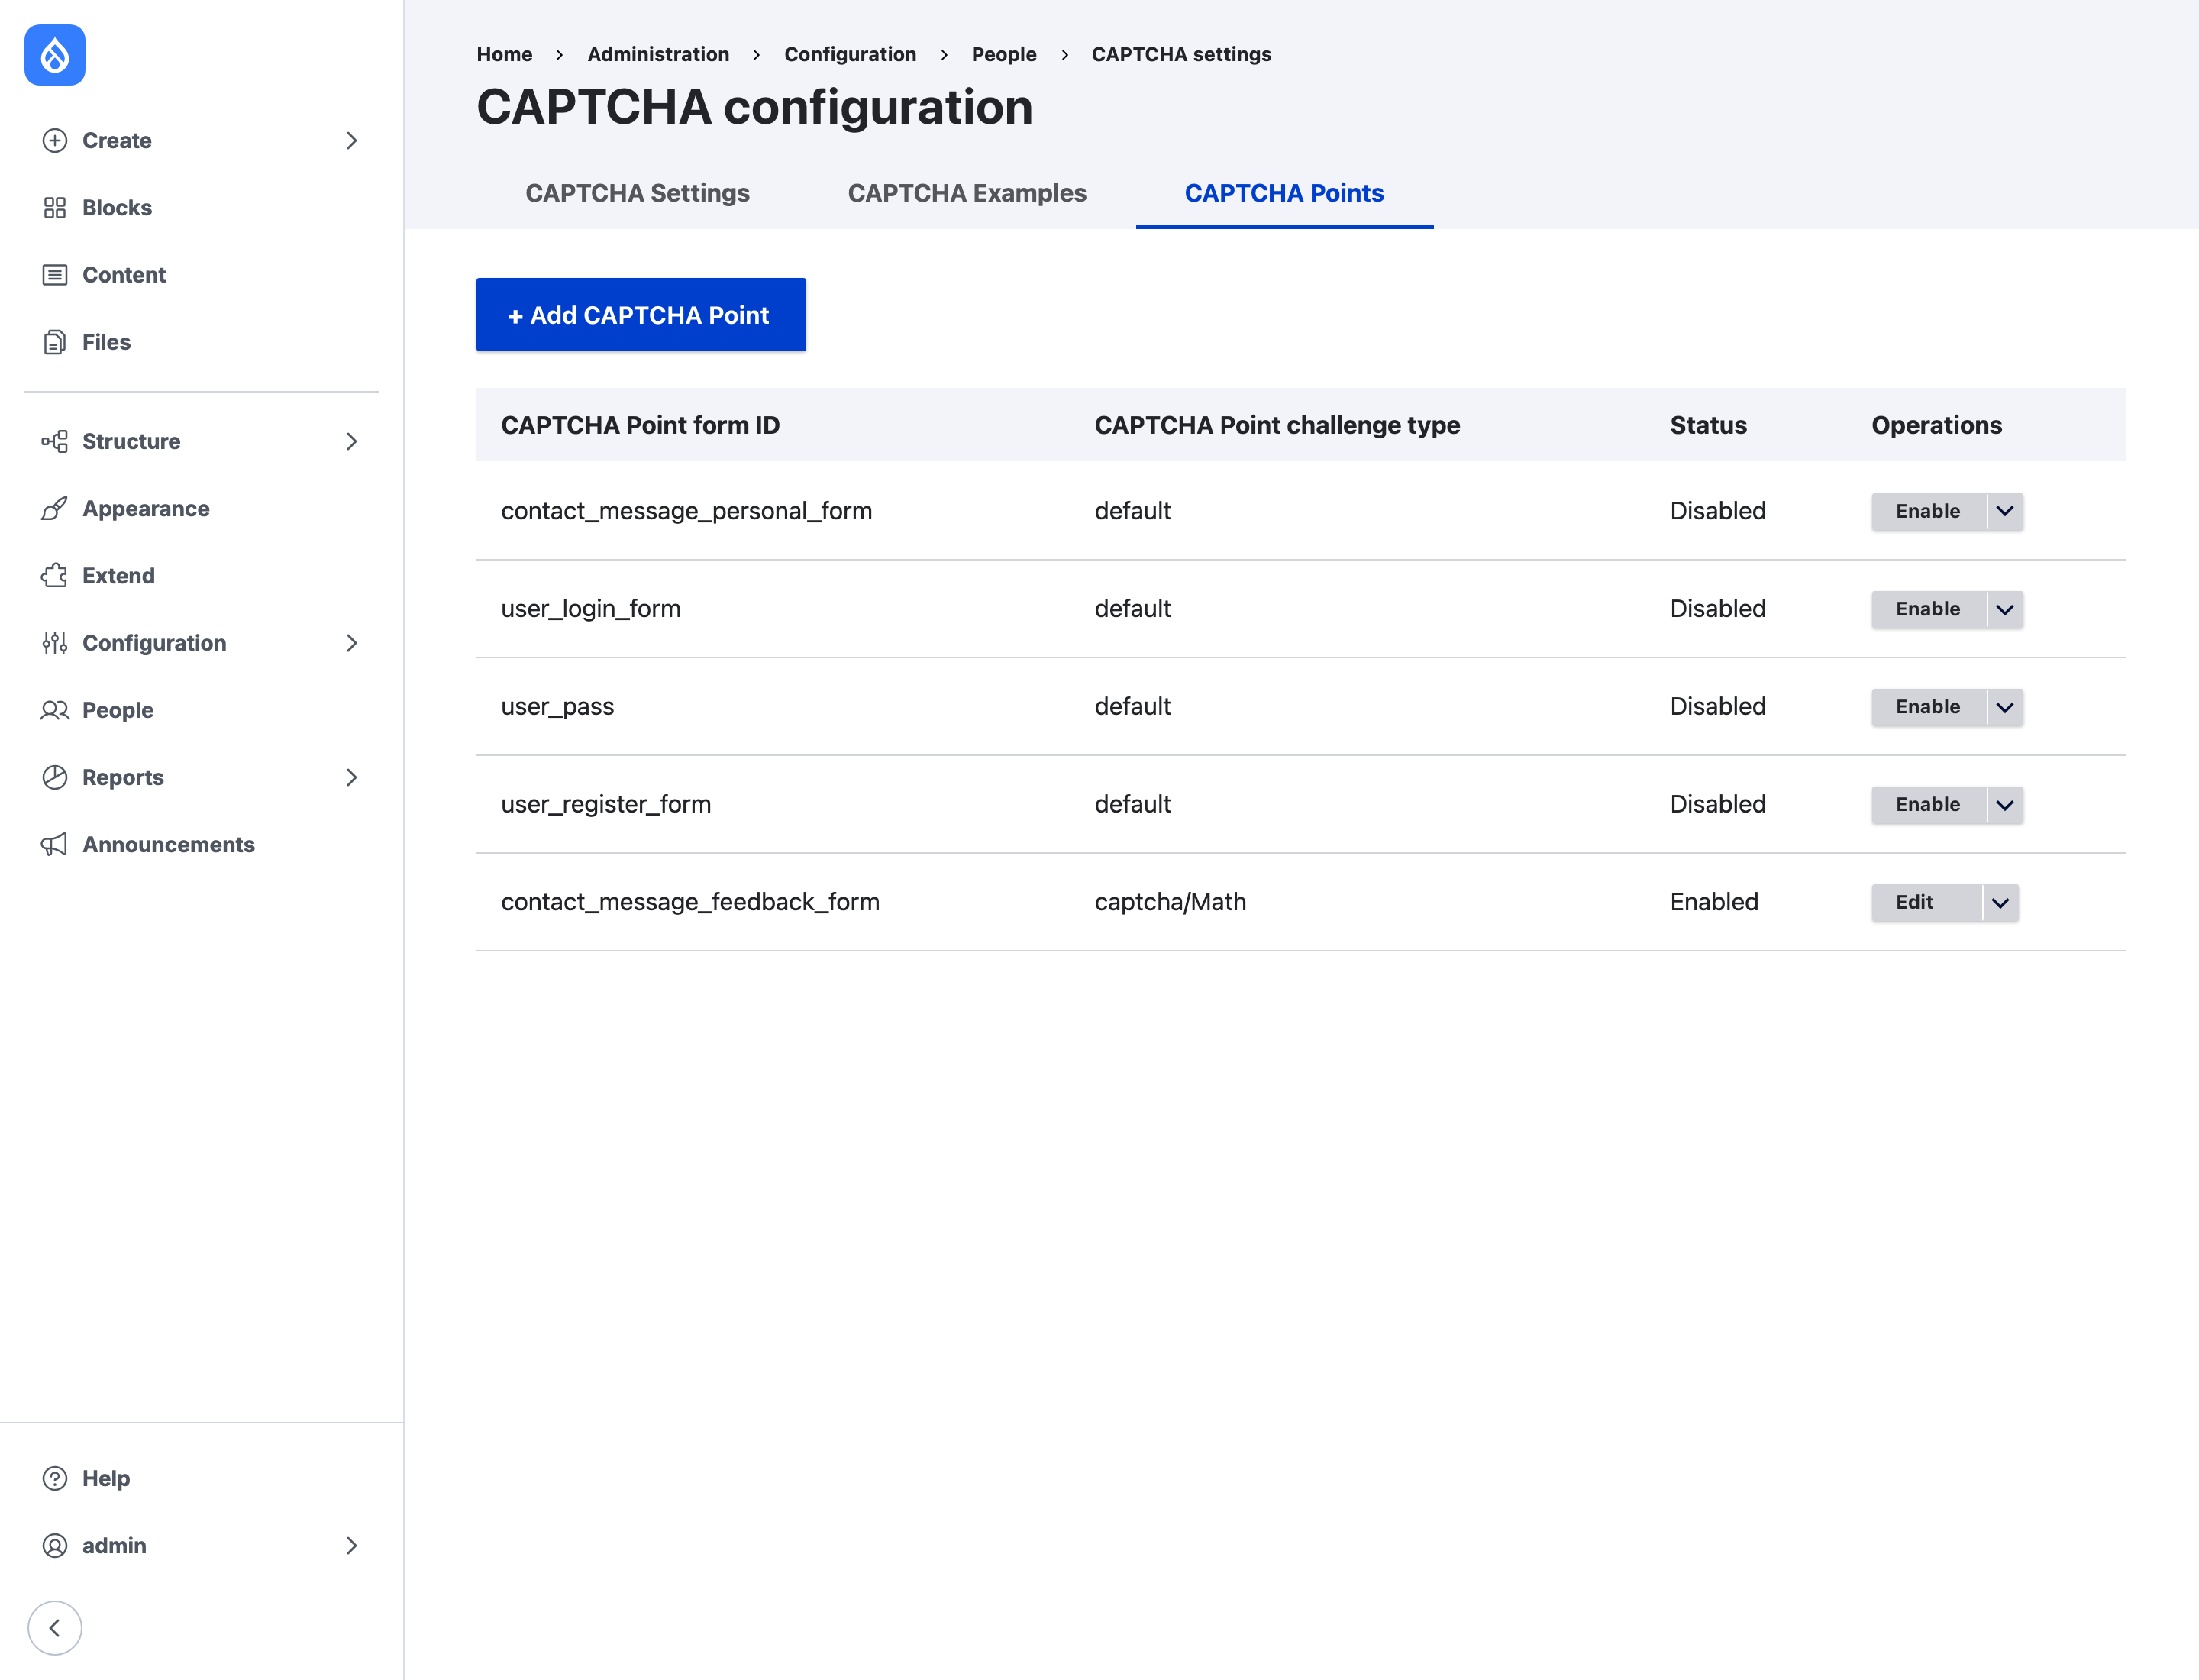 Create
Blocks
Content
Files
Structure
Appearance
Extend
Configuration
People
Reports
Announcements
Help
admin
Home > Administration > Configuration > People > CAPTCHA settings
CAPTCHA configuration
CAPTCHA Settings CAPTCHA Examples CAPTCHA Points
+ Add CAPTCHA Point
CAPTCHA Point form ID CAPTCHA Point challenge type Status Operations
contact_message_personal_form default Disabled Enable
user_login_form default Disabled Enable
user_pass default Disabled Enable
user_register_form default Disabled Enable
contact_message_feedback_form captcha/Math Enabled Edit